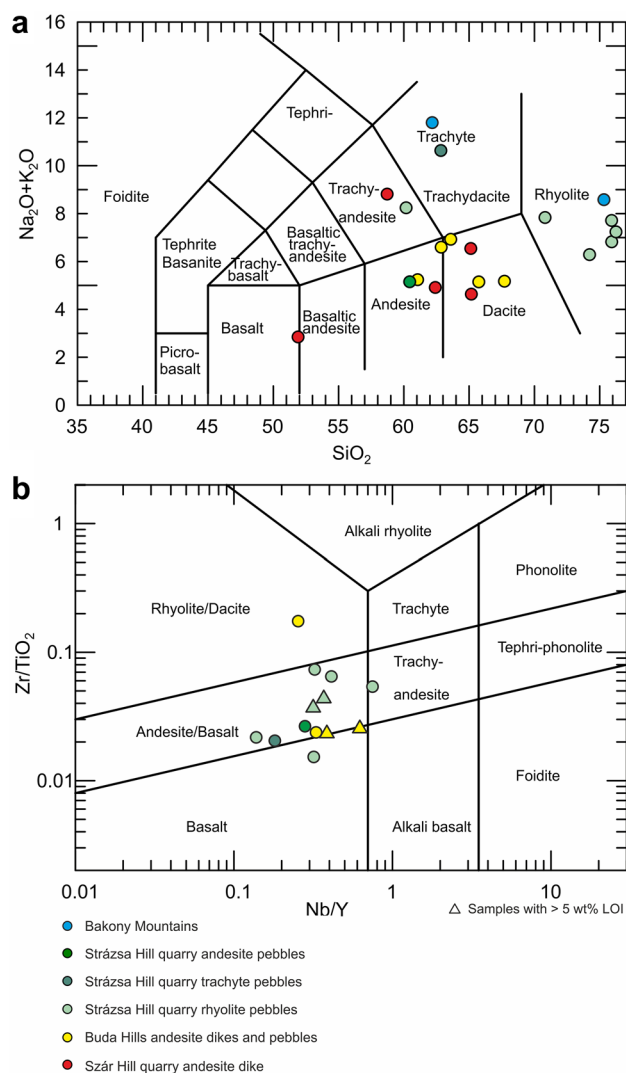 a
16
14
12
10
8
6
4
2
0
Na₂O+K₂O
Foidite
Tephri-
Trachyte
Trachy-
andesite
Trachydacite
Rhyolite
Tephrite
Basanite
Trachy-
basalt
Basaltic
trachy-
andesite
Andesite
Dacite
Basalt
Basaltic
andesite
Picro-
basalt
35 45 50 55 60 65 70 75
SiO₂
b
1
0.1
0.01
Zr/TiO₂
Alkali rhyolite
Phonolite
Rhyolite/Dacite
Trachyte
Tephri-phonolite
Trachy-
andesite
Andesite/Basalt
Foidite
Basalt
Alkali basalt
0.01 0.1 1 10
Nb/Y
△ Samples with > 5 wt% LOI
Bakony Mountains
Strázsa Hill quarry andesite pebbles
Strázsa Hill quarry trachyte pebbles
Strázsa Hill quarry rhyolite pebbles
Buda Hills andesite dikes and pebbles
Szár Hill quarry andesite dike